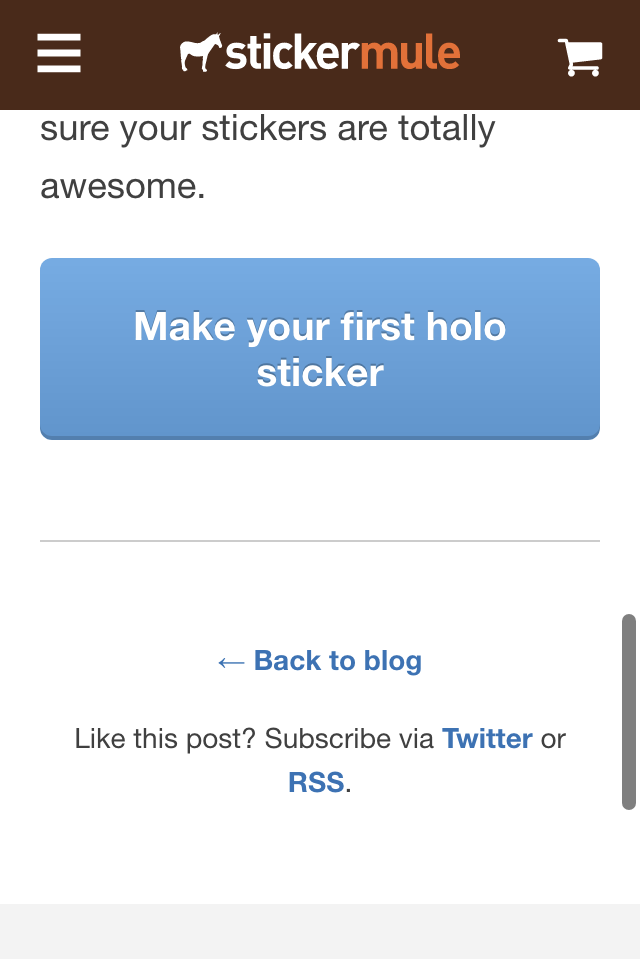 stickermule
sure your stickers are totally
awesome.
Make your first holo
sticker
← Back to blog
Like this post? Subscribe via Twitter or
RSS.